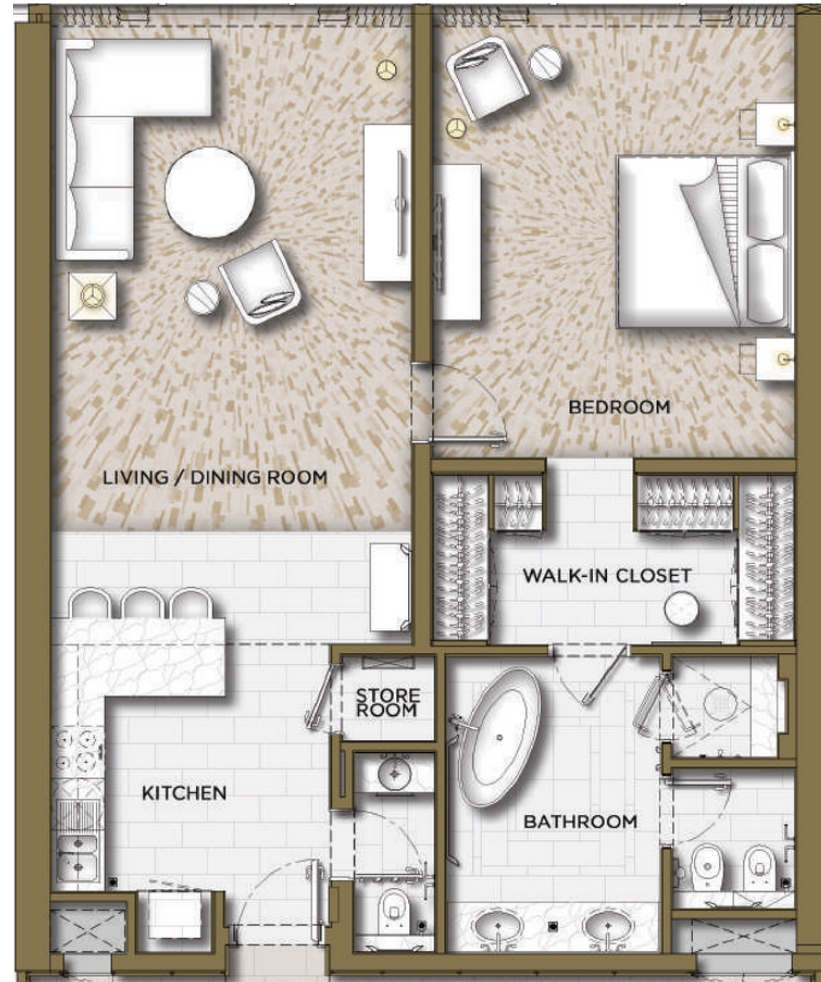 BEDROOM
LIVING / DINING ROOM
WALK-IN CLOSET
STORE
ROOM
KITCHEN
BATHROOM